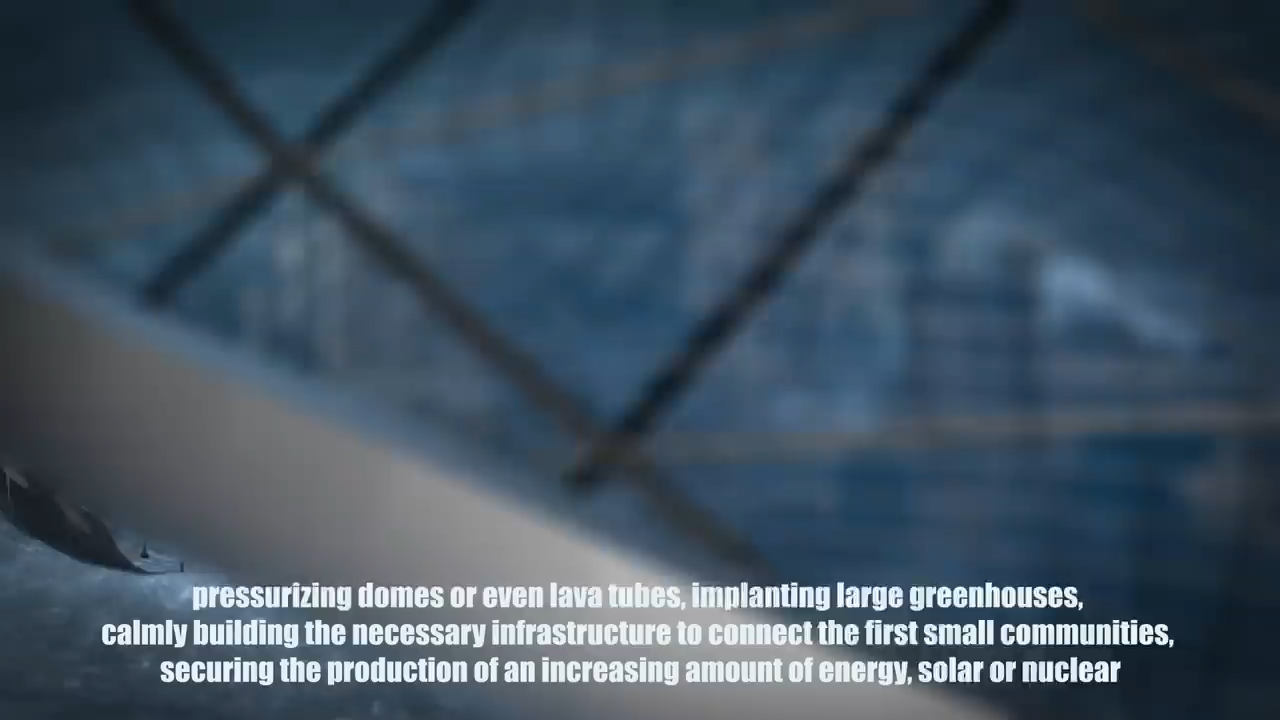 pressurizing domes or even lava tubes, implanting large greenhouses,
calmly building the necessary infrastructure to connect the first small communities,
securing the production of an increasing amount of energy, solar or nuclear